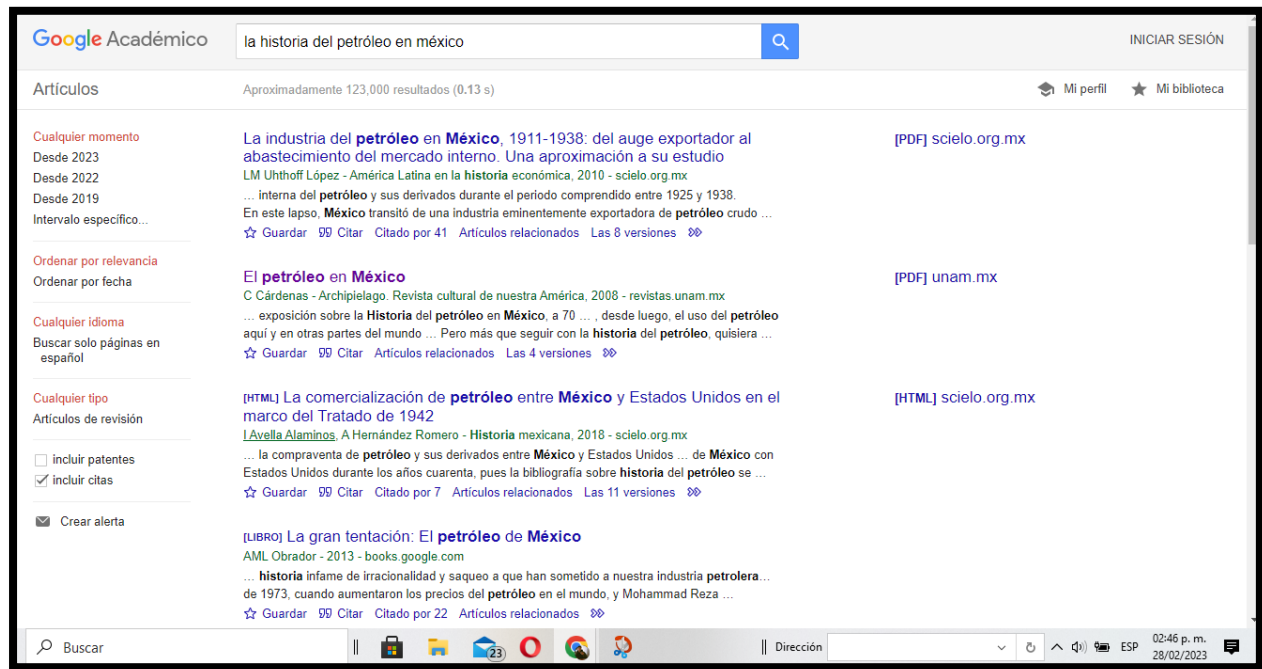 Google Académico
la historia del petróleo en méxico
INICIAR SESIÓN
Artículos
Aproximadamente 123,000 resultados (0.13 s)
Mi perfil
Mi biblioteca
Cualquier momento
Desde 2023
Desde 2022
Desde 2019
Intervalo específico...
Ordenar por relevancia
Ordenar por fecha
Cualquier idioma
Buscar solo páginas en
español
Cualquier tipo
Artículos de revisión
incluir patentes
incluir citas
Crear alerta
La industria del petróleo en México, 1911-1938: del auge exportador al
abastecimiento del mercado interno. Una aproximación a su estudio
[PDF] scielo.org.mx
LM Uhthoff López - América Latina en la historia económica, 2010 - scielo.org.mx
... interna del petróleo y sus derivados durante el periodo comprendido entre 1925 y 1938.
En este lapso, México transitó de una industria eminentemente exportadora de petróleo crudo ...
Guardar Citar Citado por 41 Artículos relacionados Las 8 versiones
El petróleo en México
[PDF] unam.mx
C Cárdenas - Archipielago. Revista cultural de nuestra América, 2008 - revistas.unam.mx
... exposición sobre la Historia del petróleo en México, a 70 ... , desde luego, el uso del petróleo
aquí y en otras partes del mundo ... Pero más que seguir con la historia del petróleo, quisiera ...
Guardar Citar Artículos relacionados Las 4 versiones
[HTML] La comercialización de petróleo entre México y Estados Unidos en el
marco del Tratado de 1942
[HTML] scielo.org.mx
I Avella Alaminos, A Hernández Romero - Historia mexicana, 2018 - scielo.org.mx
... la compraventa de petróleo y sus derivados entre México y Estados Unidos ... de México con
Estados Unidos durante los años cuarenta, pues la bibliografía sobre historia del petróleo se ...
Guardar Citar Citado por 7 Artículos relacionados Las 11 versiones
[LIBRO] La gran tentación: El petróleo de México
AML Obrador - 2013 - books.google.com
... historia infame de irracionalidad y saqueo a que han sometido a nuestra industria petrolera...
de 1973, cuando aumentaron los precios del petróleo en el mundo, y Mohammad Reza ...
Guardar Citar Citado por 22 Artículos relacionados
Buscar
23
Dirección
ESP
02:46 p. m.
28/02/2023